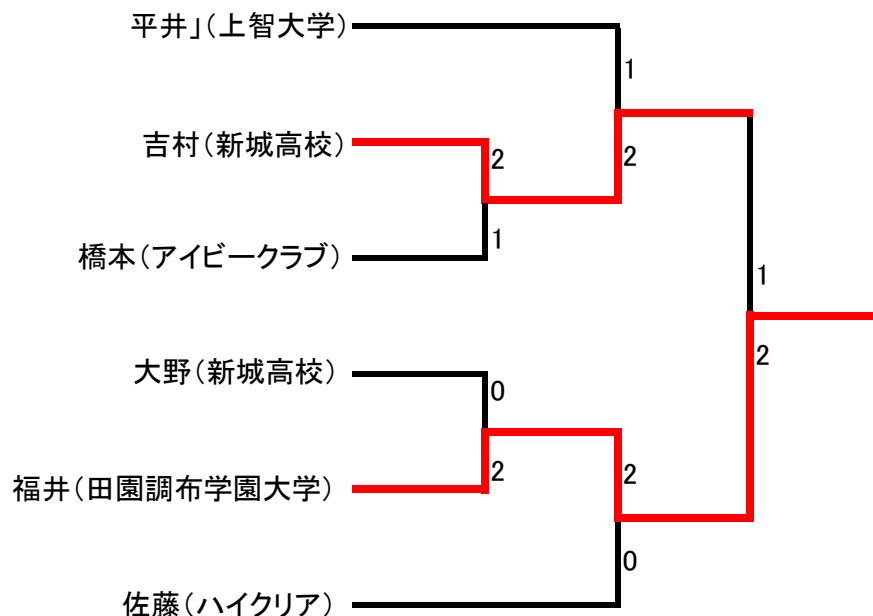 平井」(上智大学)
1
吉村(新城高校)
2
2
1
橋本(アイビークラブ)
1
大野(新城高校)
0
2
福井(田園調布学園大学)
2
2
0
佐藤(ハイクリア)